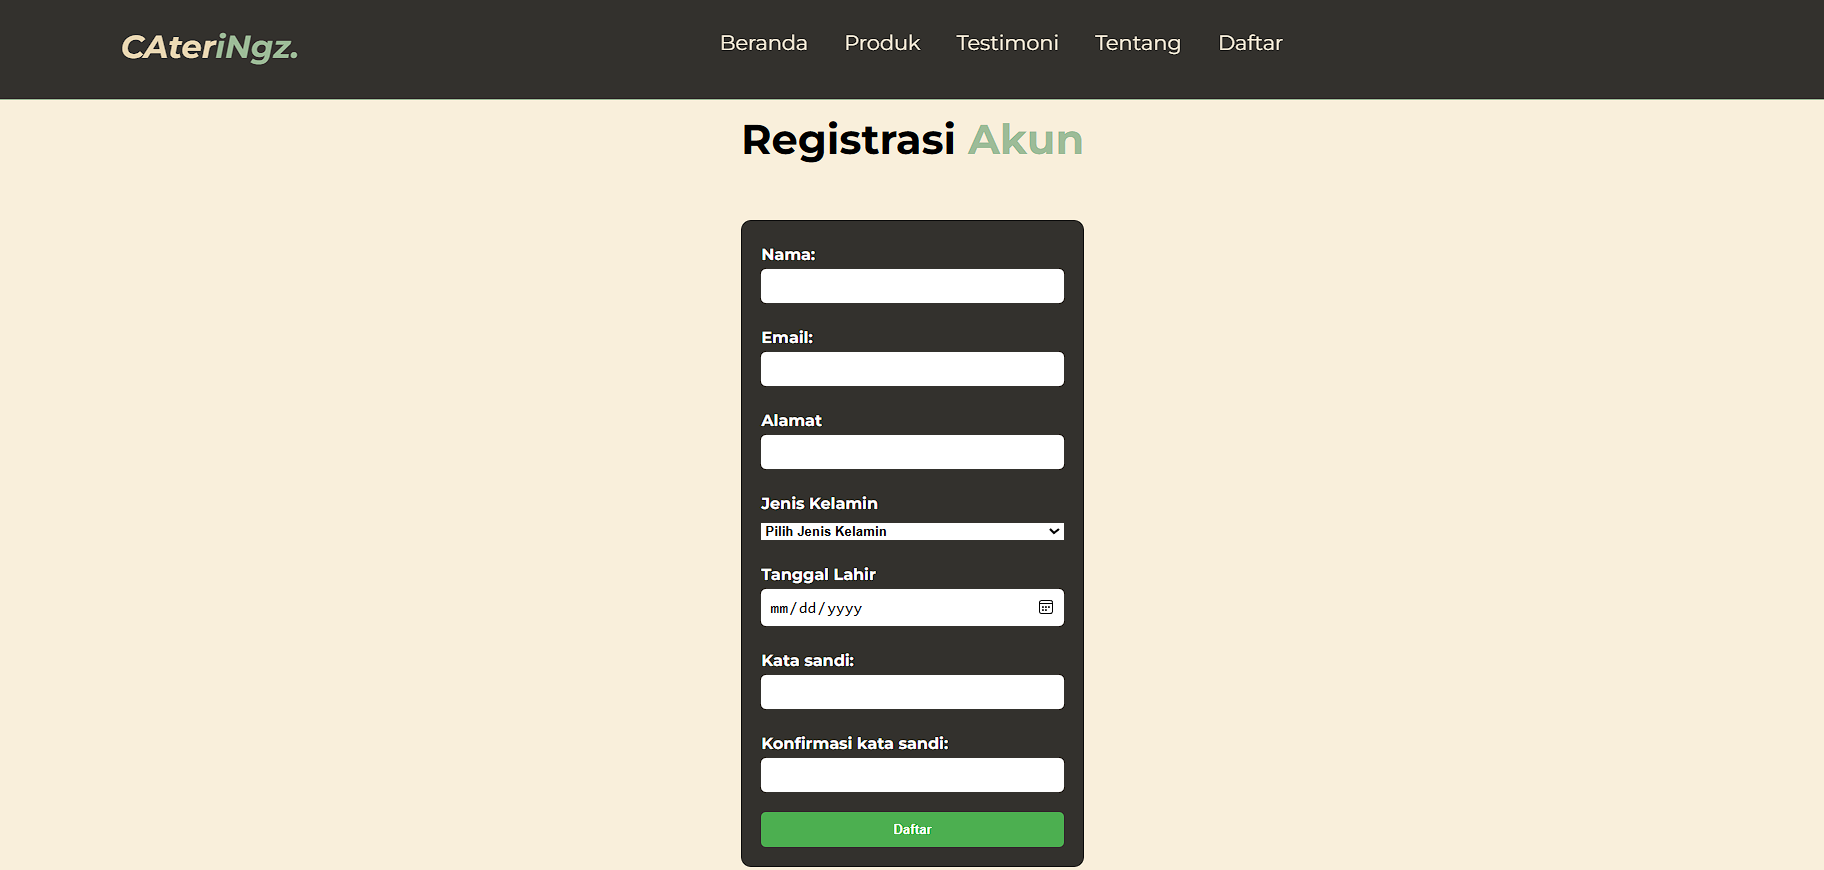 CAteriNgz.
Beranda Produk Testimoni Tentang Daftar
Registrasi Akun
Nama:
Email:
Alamat
Jenis Kelamin
Pilih Jenis Kelamin
Tanggal Lahir
mm/dd/yyyy
Kata sandi:
Konfirmasi kata sandi:
Daftar